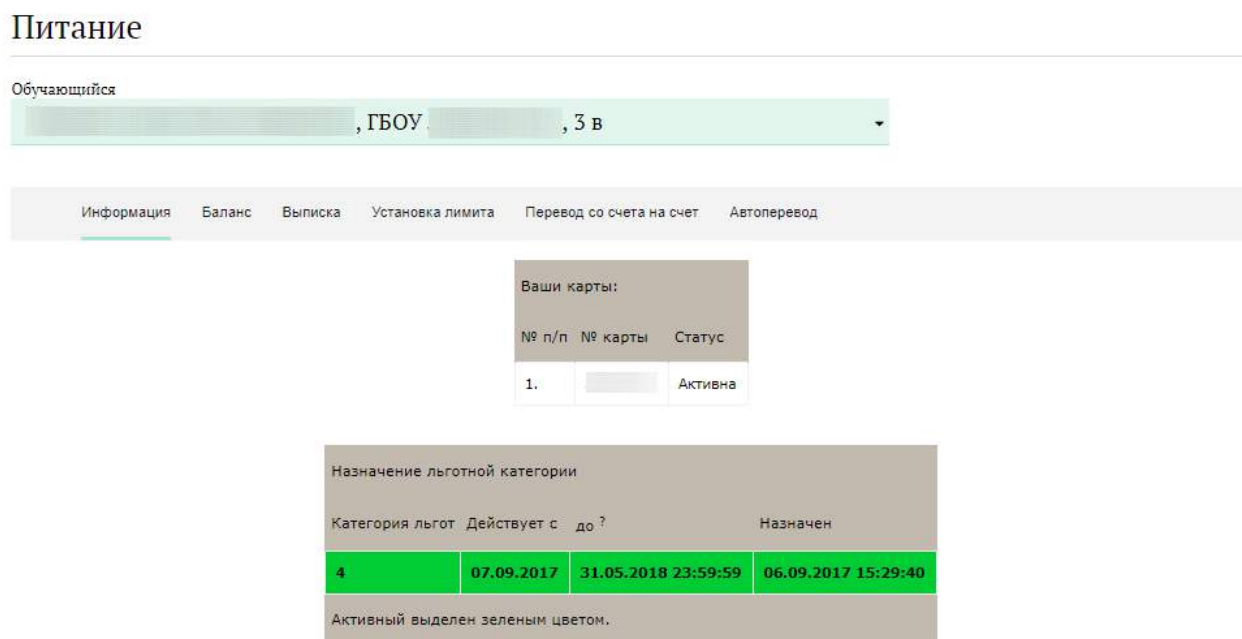 Питание
Обучающийся
, ГБОУ , 3 в
Информация Баланс Выписка Установка лимита Перевод со счета на счет Автоперевод
Ваши карты:
№ п/п № карты Статус
1. Активна
Назначение льготной категории
Категория льгот Действует с до ? Назначен
4 07.09.2017 31.05.2018 23:59:59 06.09.2017 15:29:40
Активный выделен зеленым цветом.